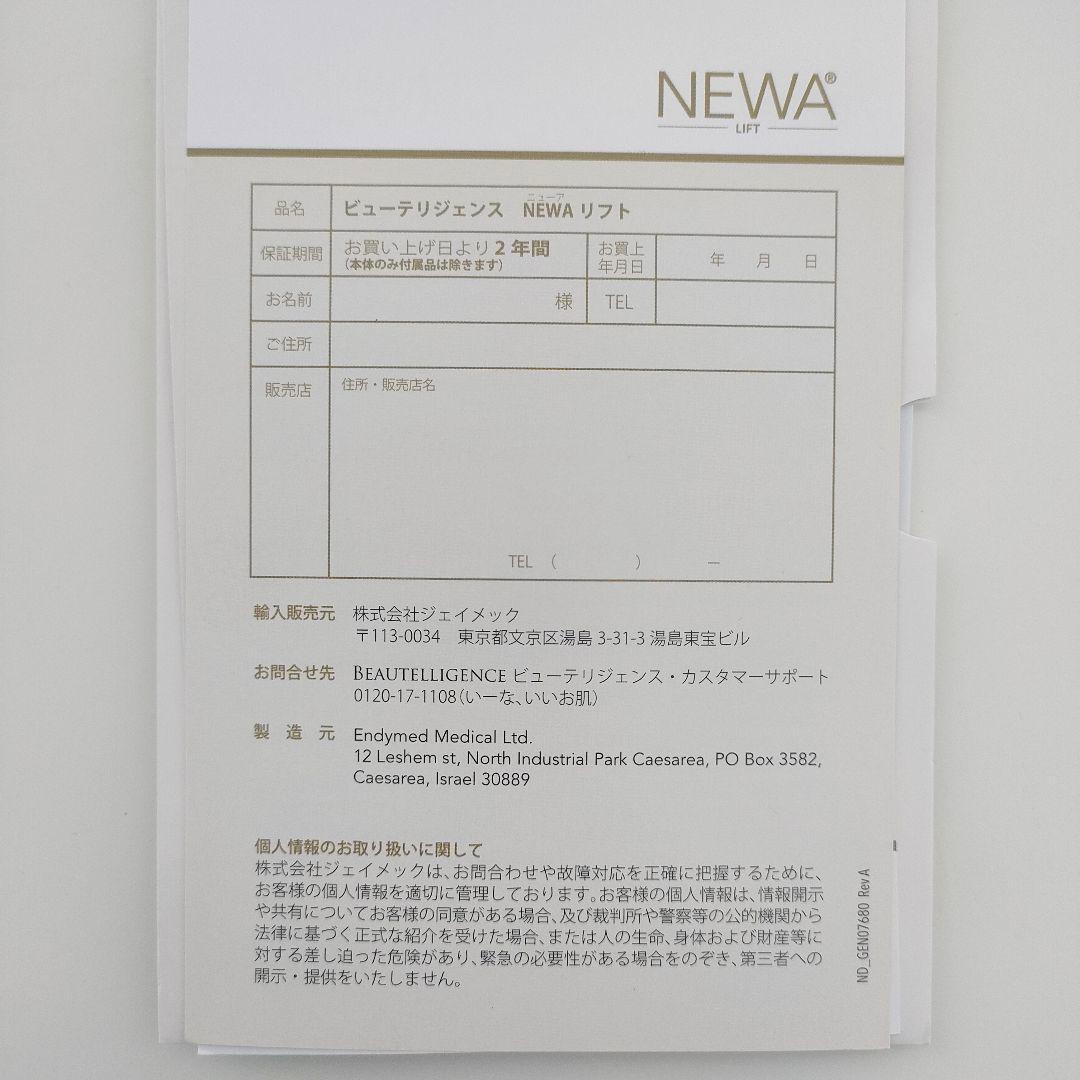 NEWA®
LIFT
品名 ビューテリジェンス NEWA リフト
ニューア
保証期間 お買い上げ日より2年間
(本体のみ付属品は除きます)
お買上
年月日
年 月 日
お名前 様 TEL
ご住所
販売店 住所・販売店名
TEL ( ) ー
輸入販売元 株式会社ジェイメック
〒113-0034 東京都文京区湯島 3-31-3 湯島東宝ビル
お問合せ先 BEAUTELLIGENCE ビューテリジェンス・カスタマーサポート
0120-17-1108(いーな、いいお肌)
製造元 Endymed Medical Ltd.
12 Leshem st, North Industrial Park Caesarea, PO Box 3582,
Caesarea, Israel 30889
個人情報のお取り扱いに関して
株式会社ジェイメックは、お問合わせや故障対応を正確に把握するために、
お客様の個人情報を適切に管理しております。お客様の個人情報は、情報開示
や共有についてお客様の同意がある場合、及び裁判所や警察等の公的機関から
法律に基づく正式な紹介を受けた場合、または人の生命、身体および財産等に
対する差し迫った危険があり、緊急の必要性がある場合をのぞき、第三者への
開示・提供をいたしません。
ND_GEN07680 Rev A